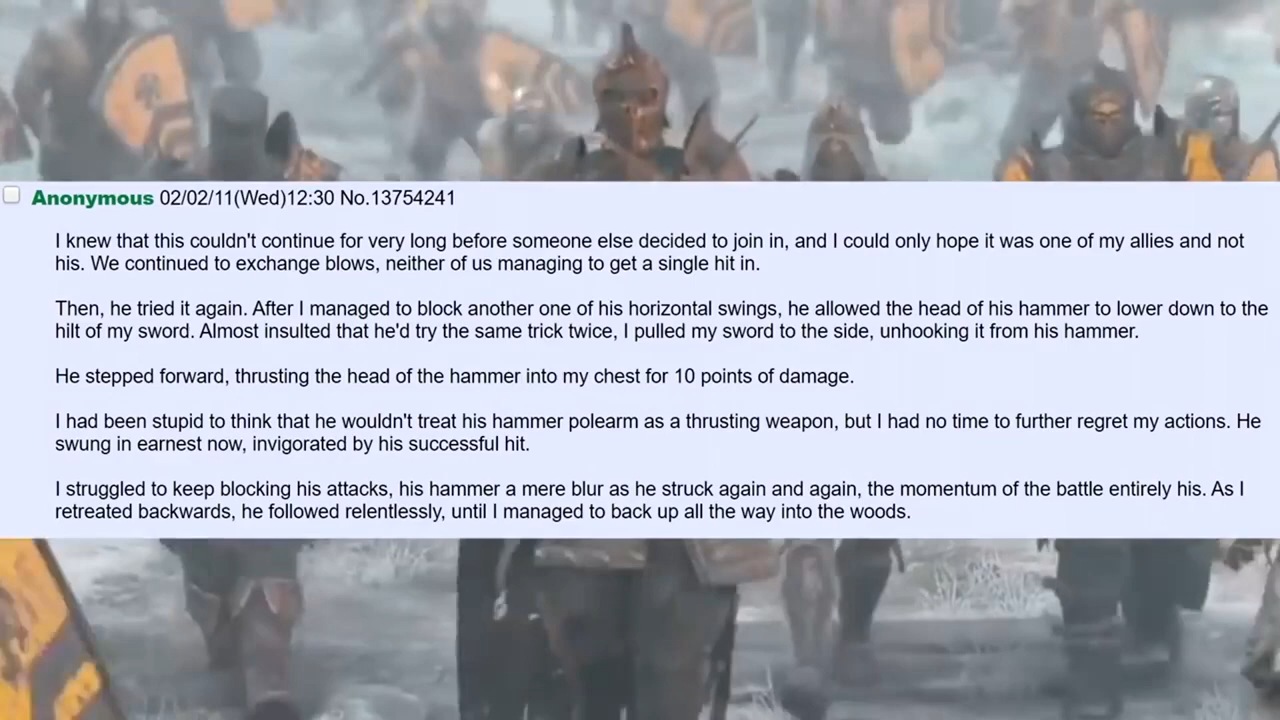 Anonymous 02/02/11(Wed)12:30 No.13754241
I knew that this couldn't continue for very long before someone else decided to join in, and I could only hope it was one of my allies and not
his. We continued to exchange blows, neither of us managing to get a single hit in.
Then, he tried it again. After I managed to block another one of his horizontal swings, he allowed the head of his hammer to lower down to the
hilt of my sword. Almost insulted that he'd try the same trick twice, I pulled my sword to the side, unhooking it from his hammer.
He stepped forward, thrusting the head of the hammer into my chest for 10 points of damage.
I had been stupid to think that he wouldn't treat his hammer polearm as a thrusting weapon, but I had no time to further regret my actions. He
swung in earnest now, invigorated by his successful hit.
I struggled to keep blocking his attacks, his hammer a mere blur as he struck again and again, the momentum of the battle entirely his. As I
retreated backwards, he followed relentlessly, until I managed to back up all the way into the woods.